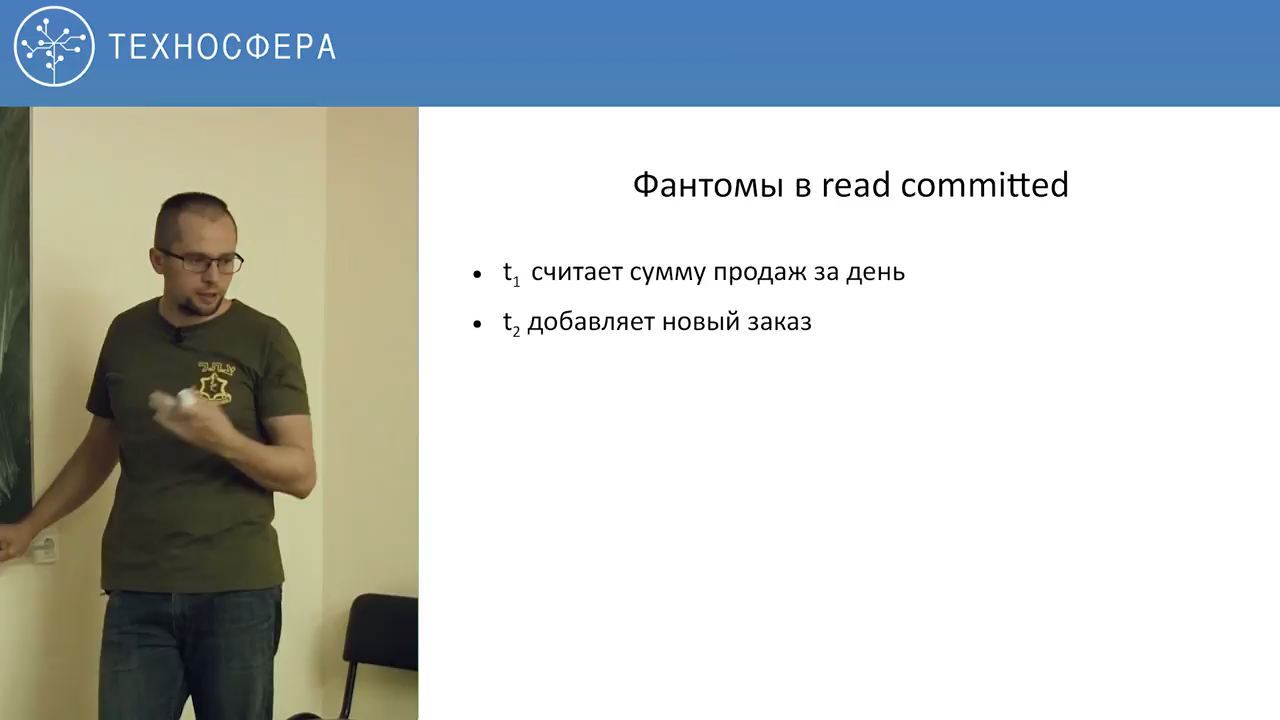 ТЕХНОСФЕРА
Фантомы в read committed
• t₁ считает сумму продаж за день
• t₂ добавляет новый заказ